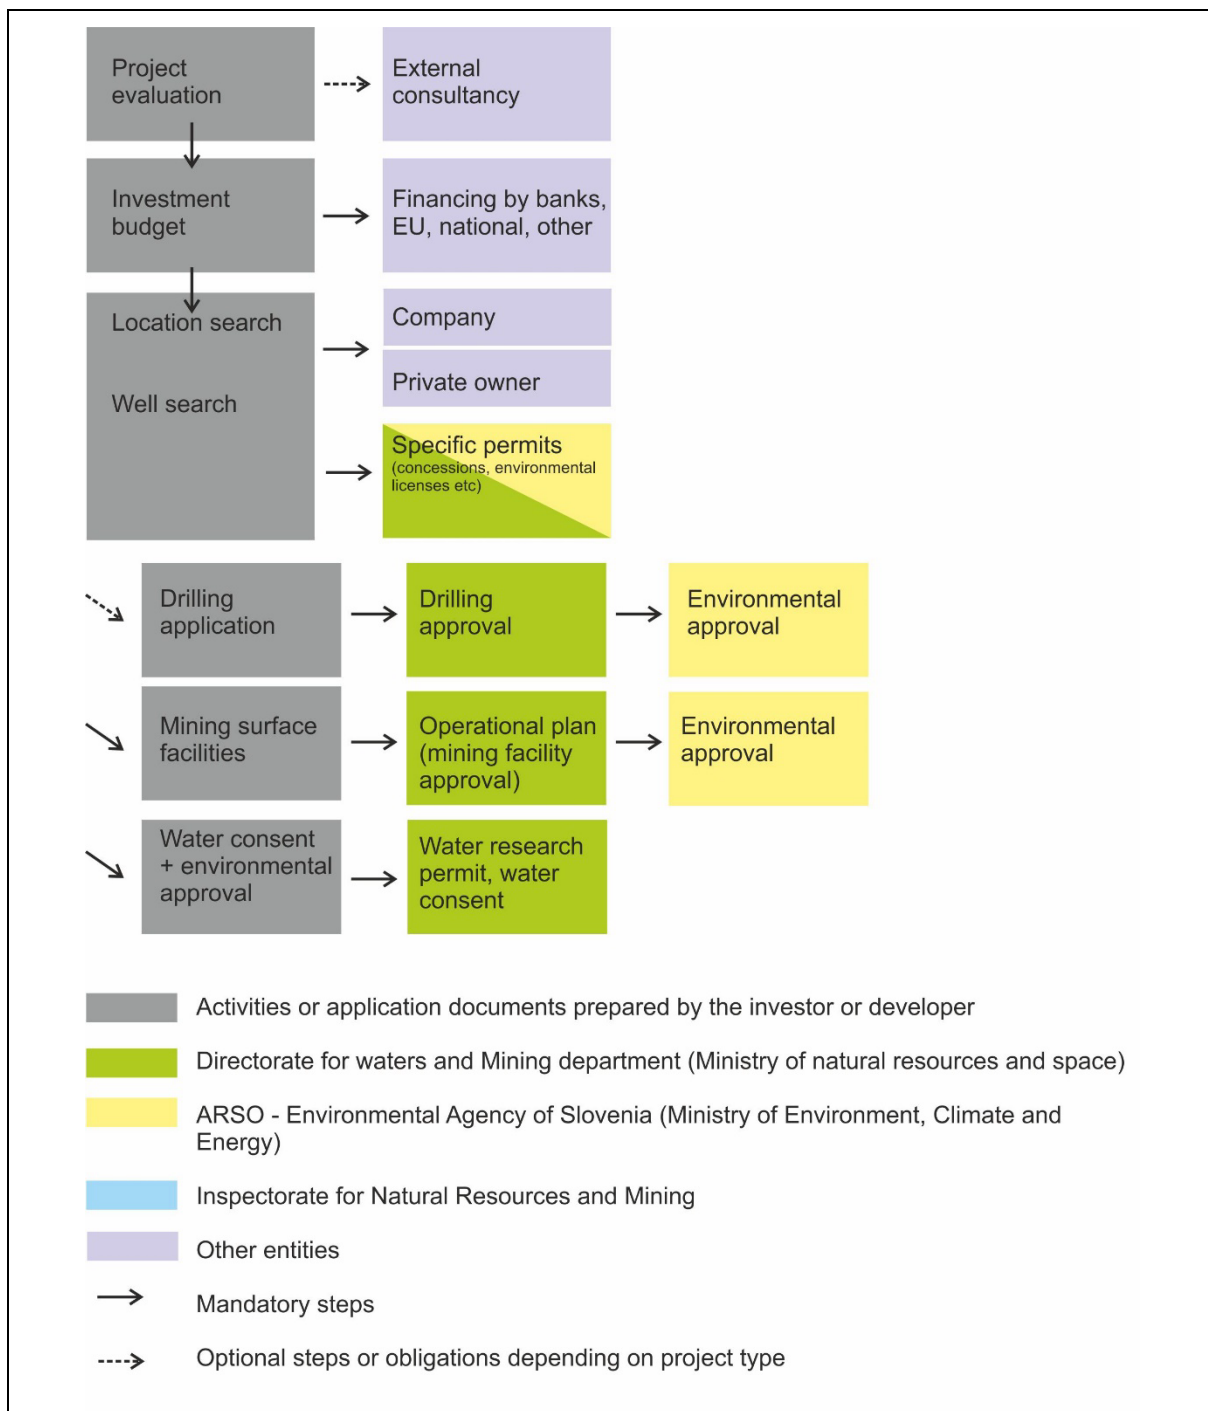 Project
evaluation
External
consultancy
Investment
budget
Financing by banks,
EU, national, other
Location search
Well search
Company
Private owner
Specific permits
(concessions, environmental
licenses etc)
Drilling
application
Drilling
approval
Environmental
approval
Mining surface
facilities
Operational plan
(mining facility
approval)
Environmental
approval
Water consent
+ environmental
approval
Water research
permit, water
consent
Activities or application documents prepared by the investor or developer
Directorate for waters and Mining department (Ministry of natural resources and space)
ARSO - Environmental Agency of Slovenia (Ministry of Environment, Climate and
Energy)
Inspectorate for Natural Resources and Mining
Other entities
Mandatory steps
Optional steps or obligations depending on project type